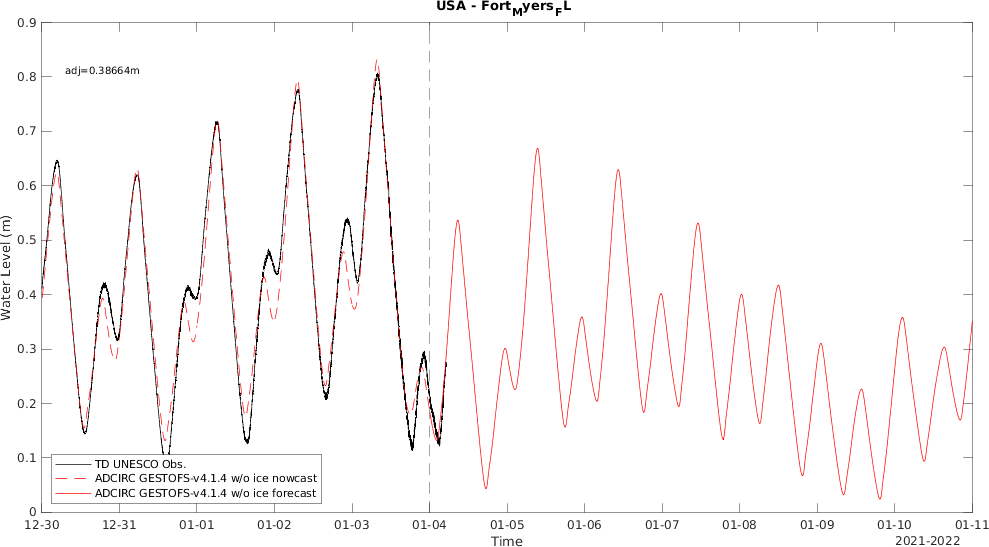 USA - FortMyersFL
0.9
0.8
0.7
0.6
0.5
0.4
0.3
0.2
0.1
0
Water Level (m)
adj=0.38664m
TD UNESCO Obs.
ADCIRC GESTOFS-v4.1.4 w/o ice nowcast
ADCIRC GESTOFS-v4.1.4 w/o ice forecast
12-30 12-31 01-01 01-02 01-03 01-04 01-05 01-06 01-07 01-08 01-09 01-10 01-11
Time
2021-2022